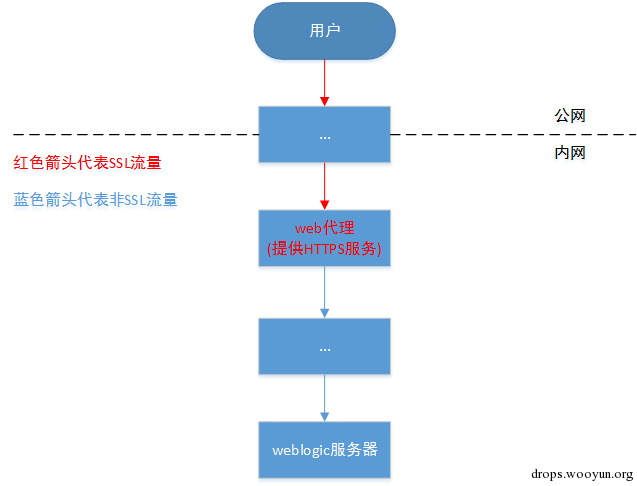 用户
公网
...
内网
红色箭头代表SSL流量
蓝色箭头代表非SSL流量
web代理
(提供HTTPS服务)
...
weblogic服务器
drops.wooyun.org